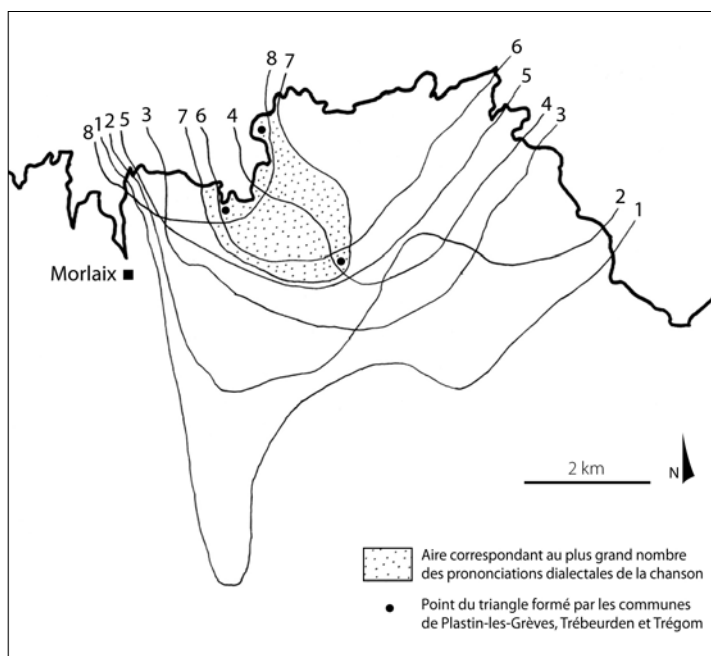 8 7
6
5
8 1 2 5 3 7 6 4
4
3
2
1
Morlaix
2 km
N
Aire correspondant au plus grand nombre
des prononciations dialectales de la chanson
Point du triangle formé par les communes
de Plastin-les-Grèves, Trébeurden et Trégom